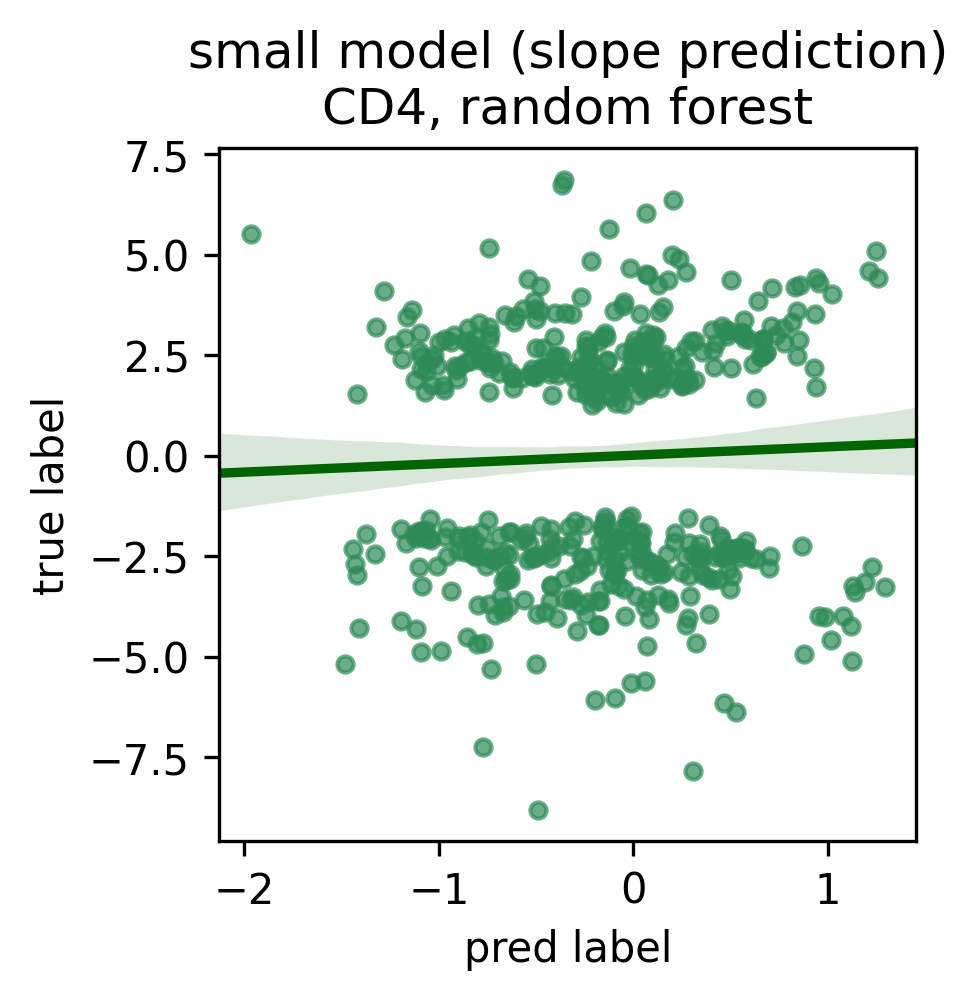 small model (slope prediction)
CD4, random forest
7.5
5.0
2.5
0.0
−2.5
−5.0
−7.5
true label
−2
−1
0
1
pred label